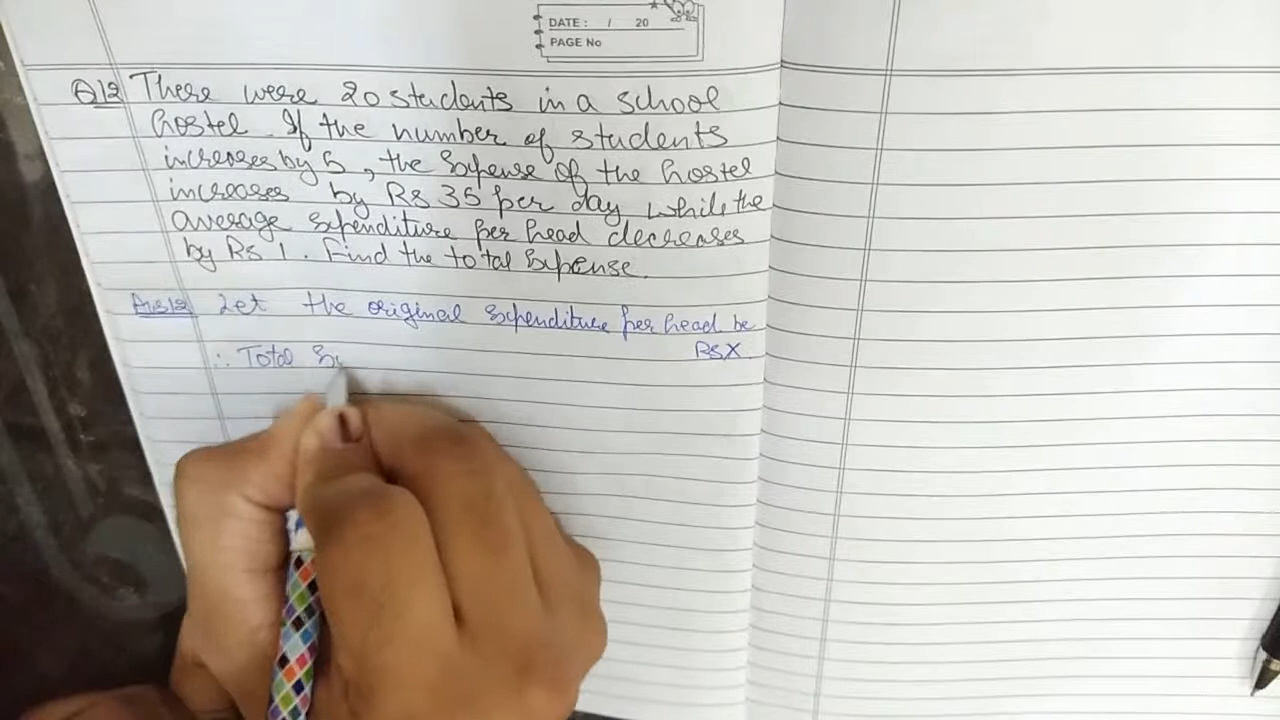 DATE : / 20
PAGE No
Q12 There were 20 students in a school
hostel. If the number of students
increases by 5, the Expense of the hostel
increases by Rs 35 per day while the
average Expenditure per head decreases
by Rs 1. Find the total Expense.
Ans12 Let the original Expenditure per head be
Rs X
∴ Total Ex